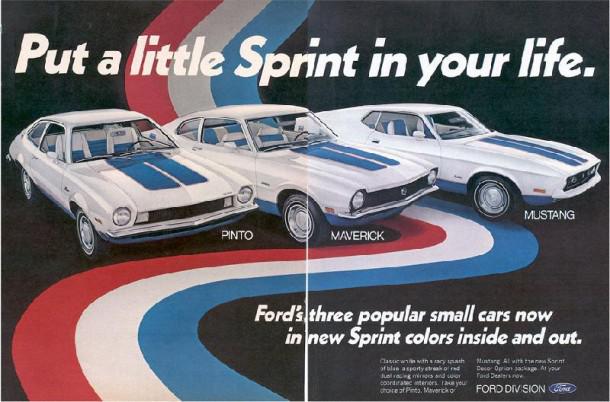 Put a little Sprint in your life.
PINTO
MAVERICK
MUSTANG
Ford's three popular small cars now
in new Sprint colors inside and out.
Classic white with a racy splash
of blue, a sporty streak of red
dual racing mirrors and color
coordinated interiors. Take your
choice of Pinto, Maverick or
Mustang. All with the new Sprint
Decor Option package. At your
Ford Dealers now.
FORD DIVISION
Ford